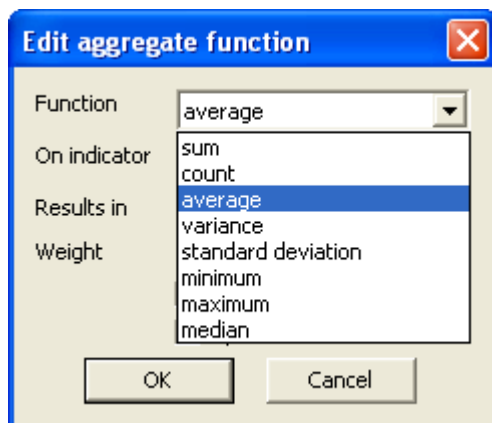 Edit aggregate function
Function
average
On indicator
sum
count
Results in
average
variance
Weight
standard deviation
minimum
maximum
median
OK
Cancel